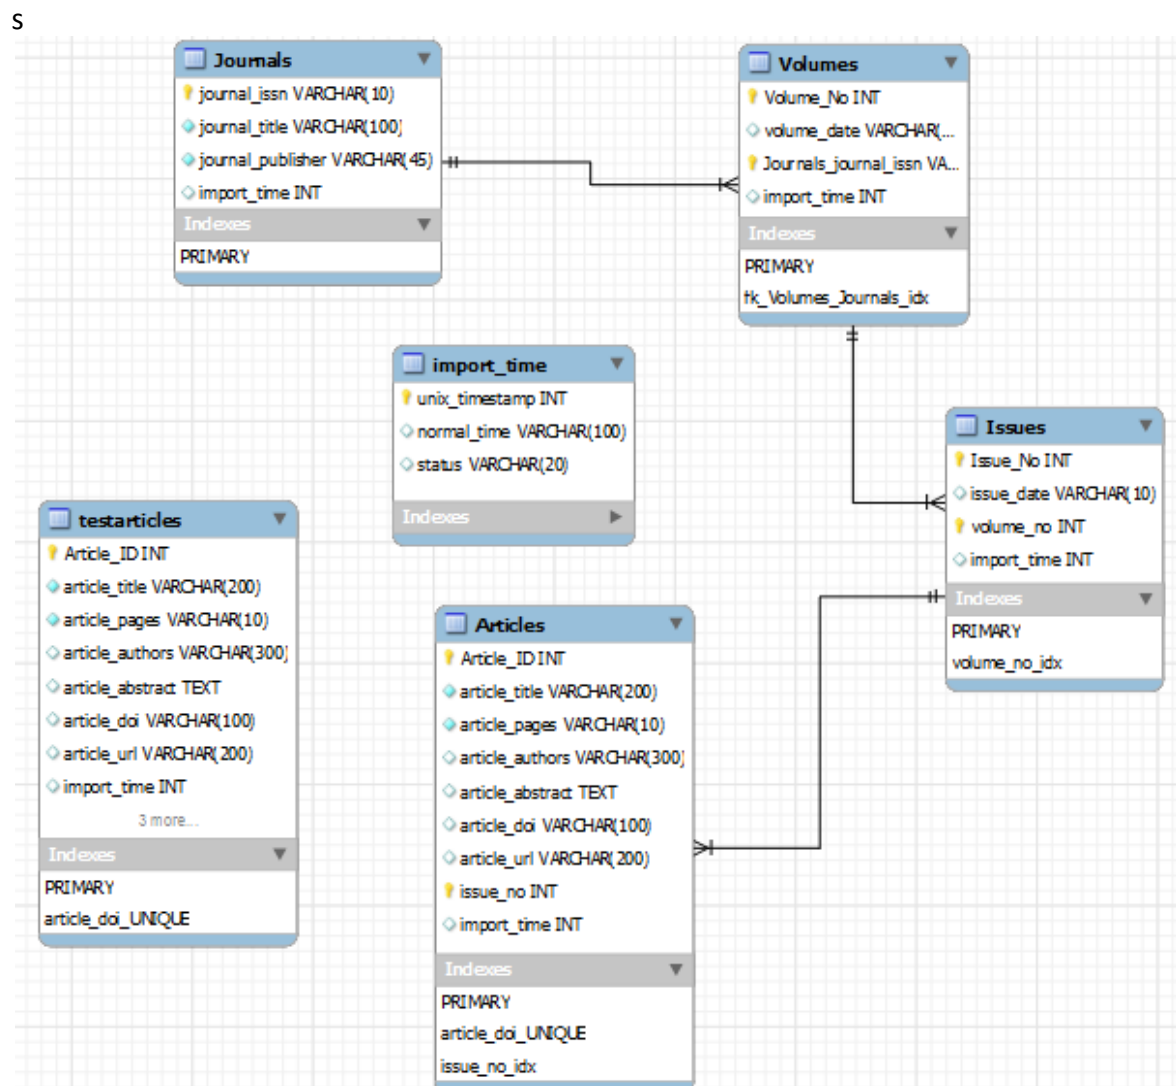 s
Journals
journal_issn VARCHAR(10)
journal_title VARCHAR(100)
journal_publisher VARCHAR(45)
import_time INT
Indexes
PRIMARY
Volumes
Volume_No INT
volume_date VARCHAR(...
Journals_journal_issn VA...
import_time INT
Indexes
PRIMARY
fk_Volumes_Journals_idx
import_time
unix_timestamp INT
normal_time VARCHAR(100)
status VARCHAR(20)
Indexes
Issues
Issue_No INT
issue_date VARCHAR(10)
volume_no INT
import_time INT
Indexes
PRIMARY
volume_no_idx
testarticles
Article_ID INT
article_title VARCHAR(200)
article_pages VARCHAR(10)
article_authors VARCHAR(300)
article_abstract TEXT
article_doi VARCHAR(100)
article_url VARCHAR(200)
import_time INT
3 more...
Indexes
PRIMARY
article_doi_UNIQUE
Articles
Article_ID INT
article_title VARCHAR(200)
article_pages VARCHAR(10)
article_authors VARCHAR(300)
article_abstract TEXT
article_doi VARCHAR(100)
article_url VARCHAR(200)
issue_no INT
import_time INT
Indexes
PRIMARY
article_doi_UNIQUE
issue_no_idx